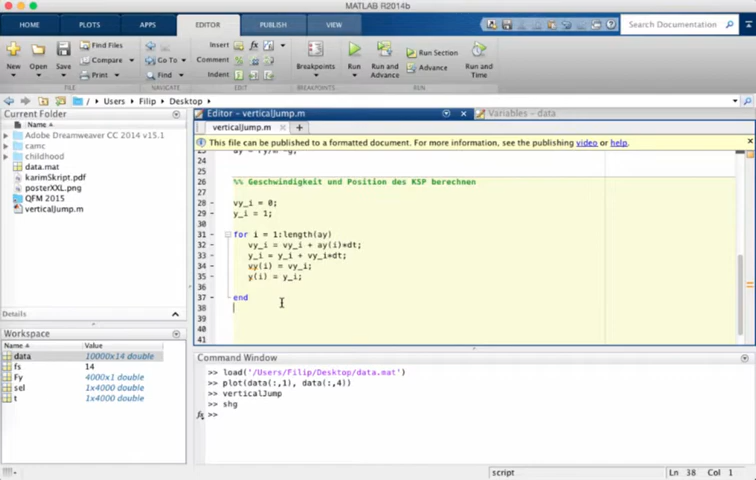 MATLAB R2014b
HOME PLOTS APPS EDITOR PUBLISH VIEW
Search Documentation
New Open Save
Find Files
Compare
Print
Go To
Find
Insert
Comment
Indent
Breakpoints
Run
Run and Advance
Run Section
Advance
Run and Time
FILE NAVIGATE EDIT BREAKPOINTS RUN
/ Users Filip Desktop
Current Folder
Name
Adobe Dreamweaver CC 2014 v15.1
camc
childhood
data.mat
karimSkript.pdf
posterXXL.png
QFM 2015
verticalJump.m
Details
Workspace
Name Value
data 10000x14 double
fs 14
Fy 4000x1 double
sel 1x4000 double
t 1x4000 double
Editor - verticalJump.m
Variables - data
verticalJump.m
This file can be published to a formatted document. For more information, see the publishing video or help.
24
25
26 %% Geschwindigkeit und Position des KSP berechnen
27
28 vy_i = 0;
29 y_i = 1;
30
31 for i = 1:length(ay)
32 vy_i = vy_i + ay(i)*dt;
33 y_i = y_i + vy_i*dt;
34 vy(i) = vy_i;
35 y(i) = y_i;
36
37 end
38
39
40
41
Command Window
>> load('/Users/Filip/Desktop/data.mat')
>> plot(data(:,1), data(:,4))
>> verticalJump
>> shg
fx >>
script
Ln 38 Col 1